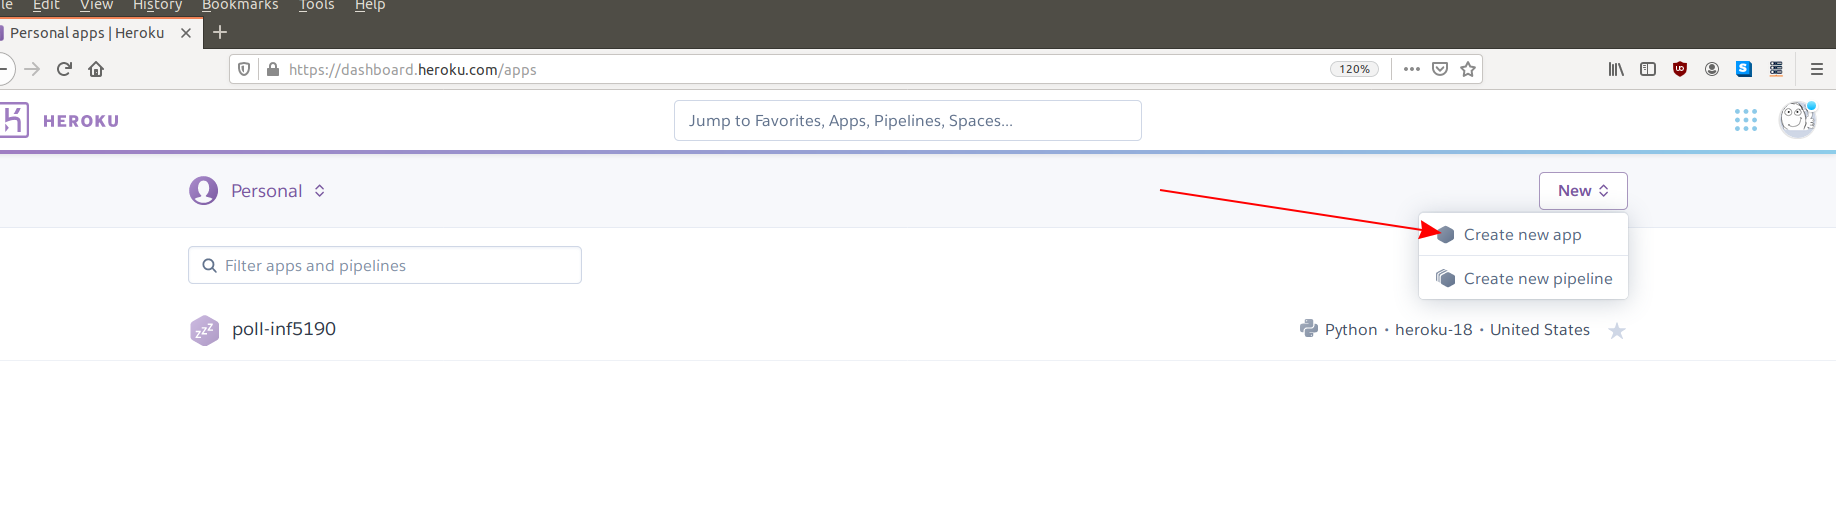 le Edit View History Bookmarks Tools Help
Personal apps | Heroku
https://dashboard.heroku.com/apps 120%
HEROKU
Jump to Favorites, Apps, Pipelines, Spaces...
Personal
New
Create new app
Filter apps and pipelines
Create new pipeline
poll-inf5190
Python • heroku-18 • United States